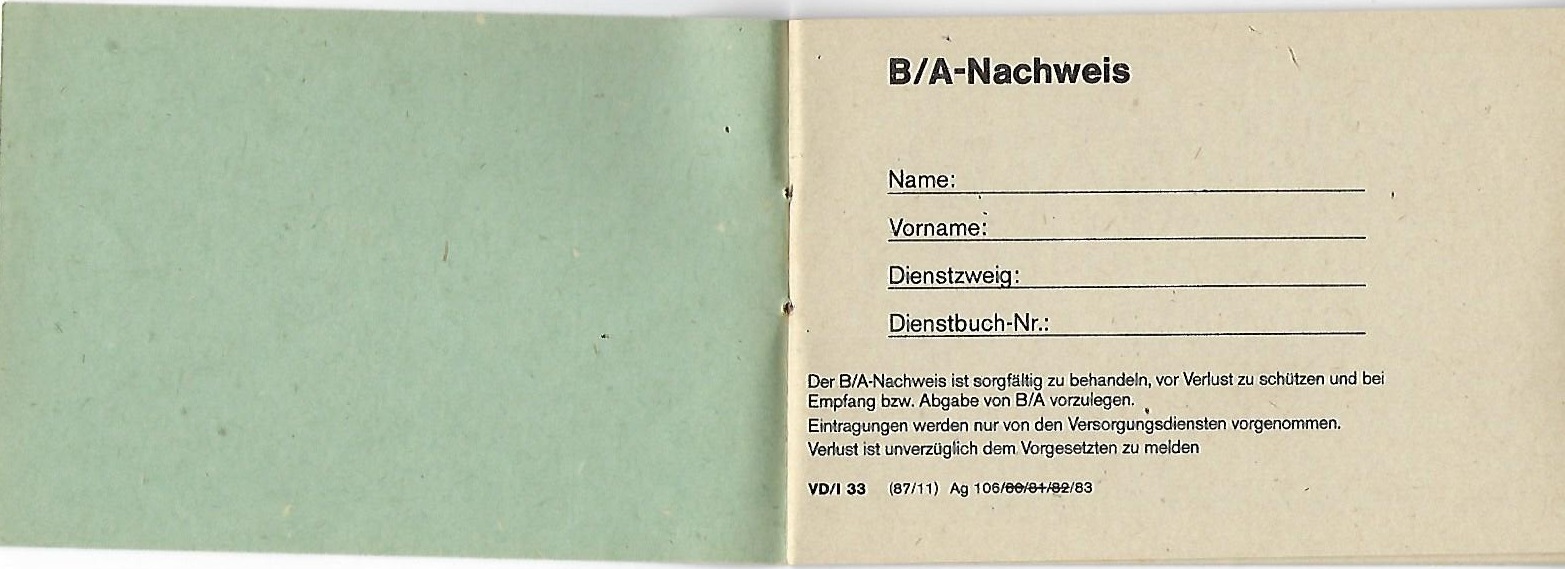 B/A-Nachweis
Name:
Vorname:
Dienstzweig:
Dienstbuch-Nr.:
Der B/A-Nachweis ist sorgfältig zu behandeln, vor Verlust zu schützen und bei
Empfang bzw. Abgabe von B/A vorzulegen.
Eintragungen werden nur von den Versorgungsdiensten vorgenommen.
Verlust ist unverzüglich dem Vorgesetzten zu melden
VD/I 33 (87/11) Ag 106/80/81/82/83